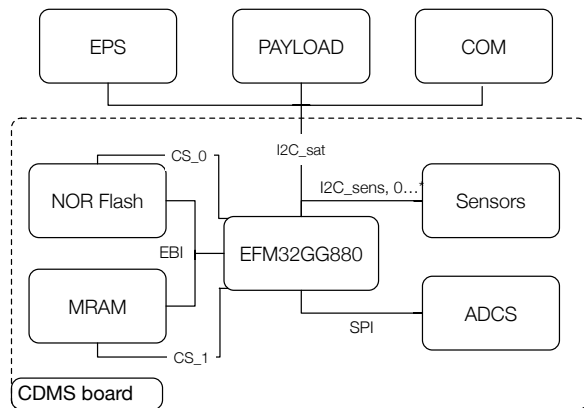 EPS
PAYLOAD
COM
I2C_sat
CS_0
I2C_sens, 0...*
NOR Flash
Sensors
EBI
EFM32GG880
MRAM
ADCS
SPI
CS_1
CDMS board